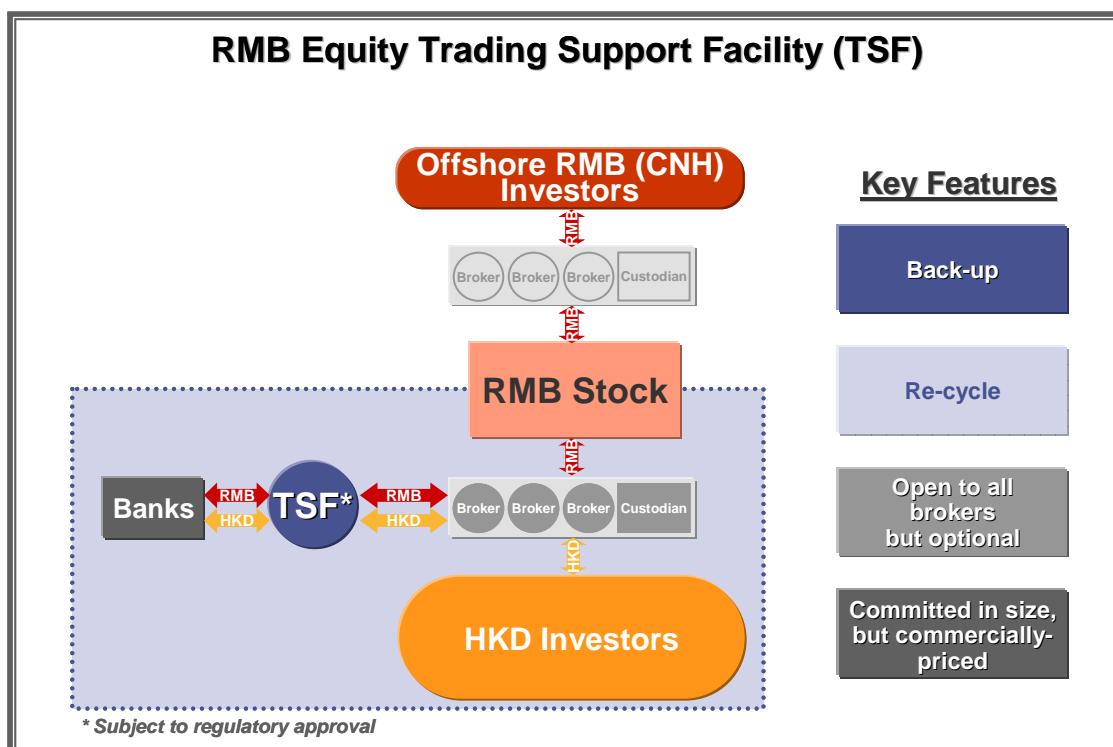 RMB Equity Trading Support Facility (TSF)
Offshore RMB (CNH)
Investors
Key Features
RMB
Broker Broker Broker Custodian
Back-up
RMB
RMB Stock
Re-cycle
RMB
Banks
RMB
HKD
TSF*
RMB
HKD
Broker Broker Broker Custodian
Open to all
brokers
but optional
HKD
HKD Investors
Committed in size,
but commercially-
priced
* Subject to regulatory approval